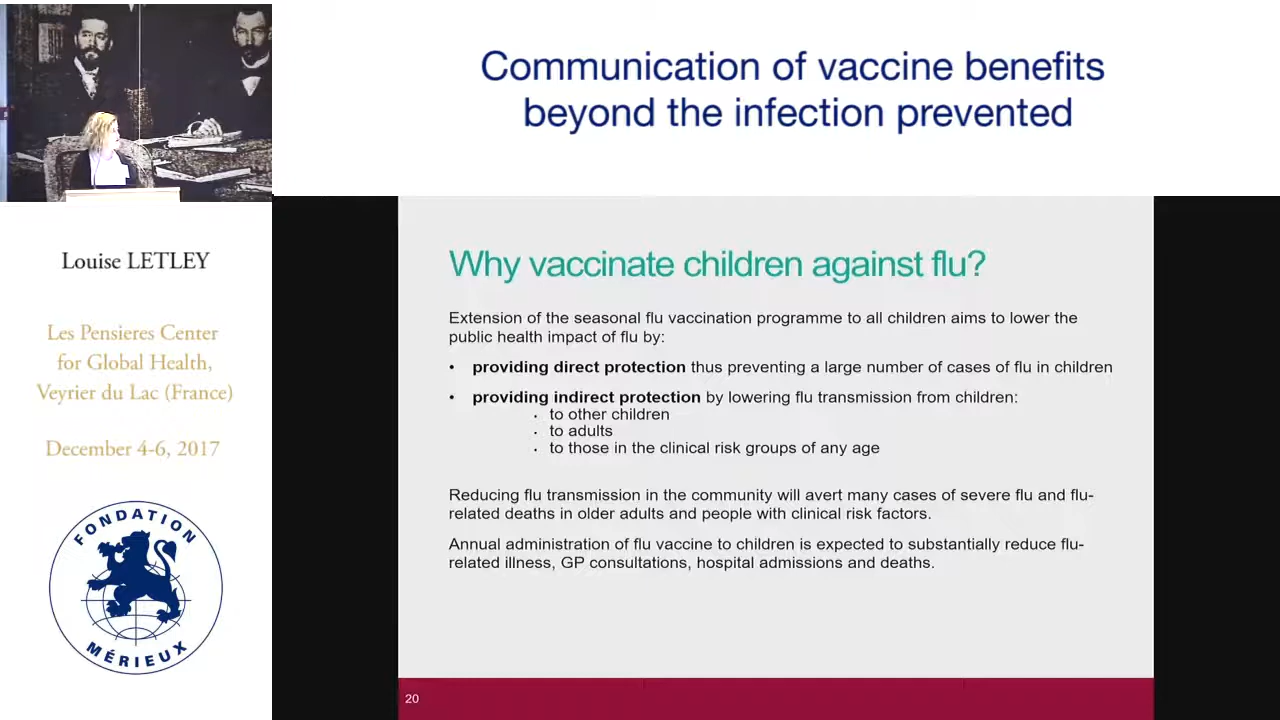 Communication of vaccine benefits
beyond the infection prevented
Louise LETLEY
Les Pensieres Center
for Global Health,
Veyrier du Lac (France)
December 4-6, 2017
FONDATION
MÉRIEUX
Why vaccinate children against flu?
Extension of the seasonal flu vaccination programme to all children aims to lower the
public health impact of flu by:
• providing direct protection thus preventing a large number of cases of flu in children
• providing indirect protection by lowering flu transmission from children:
· to other children
· to adults
· to those in the clinical risk groups of any age
Reducing flu transmission in the community will avert many cases of severe flu and flu-
related deaths in older adults and people with clinical risk factors.
Annual administration of flu vaccine to children is expected to substantially reduce flu-
related illness, GP consultations, hospital admissions and deaths.
20